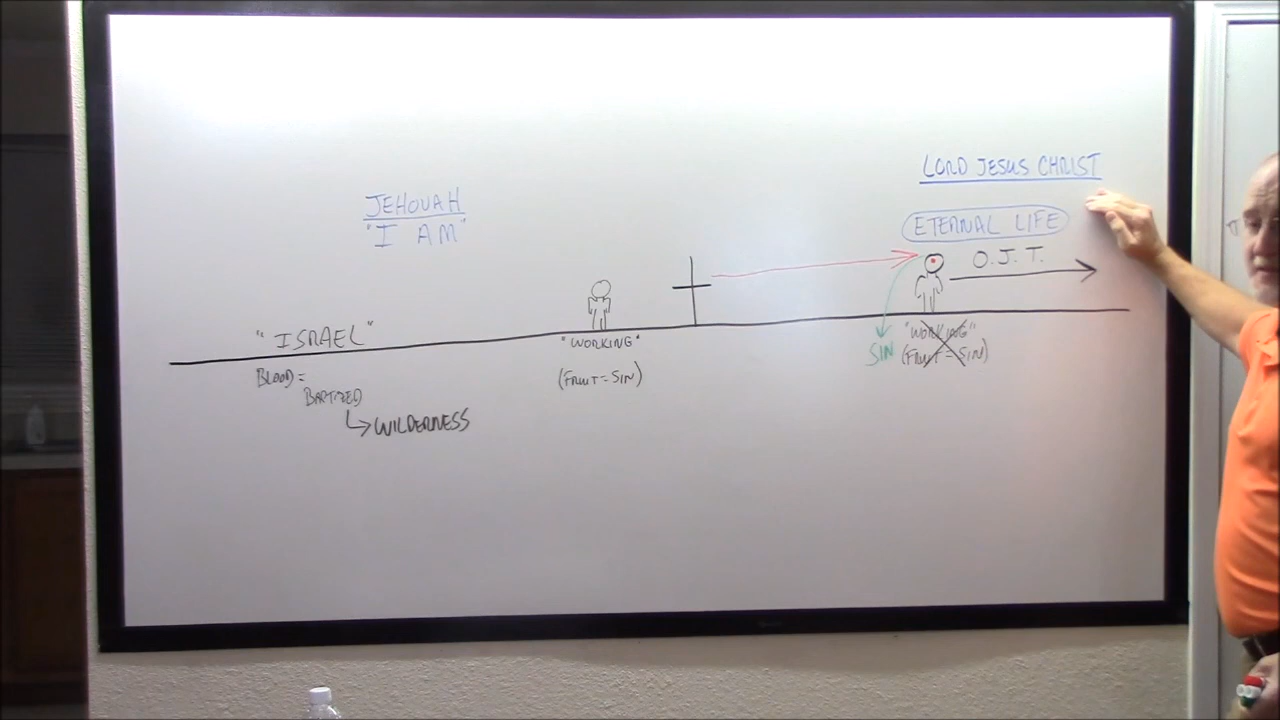 JEHOVAH
"I AM"
"ISRAEL"
BLOOD =
BAPTIZED
WILDERNESS
"WORKING"
(FRUIT = SIN)
LORD JESUS CHRIST
ETERNAL LIFE
O.J.T.
SIN
"WORKING"
(FRUIT = SIN)